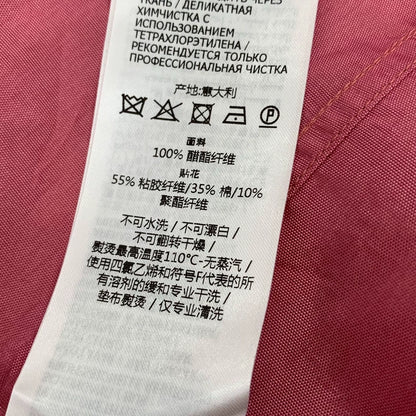 ТКАНЬ / ДЕЛИКАТНАЯ
ХИМЧИСТКА С
ИСПОЛЬЗОВАНИЕМ
ТЕТРАХЛОРЭТИЛЕНА /
РЕКОМЕНДУЕТСЯ ТОЛЬКО
ПРОФЕССИОНАЛЬНАЯ ЧИСТКА
产地:意大利
P
面料
100% 醋酯纤维
贴花
55% 粘胶纤维/35% 棉/10%
聚酯纤维
不可水洗 / 不可漂白 /
不可翻转干燥 /
熨烫最高温度110°C-无蒸汽 /
使用四氯乙烯和符号F代表的所
有溶剂的缓和专业干洗 /
垫布熨烫 / 仅专业清洗